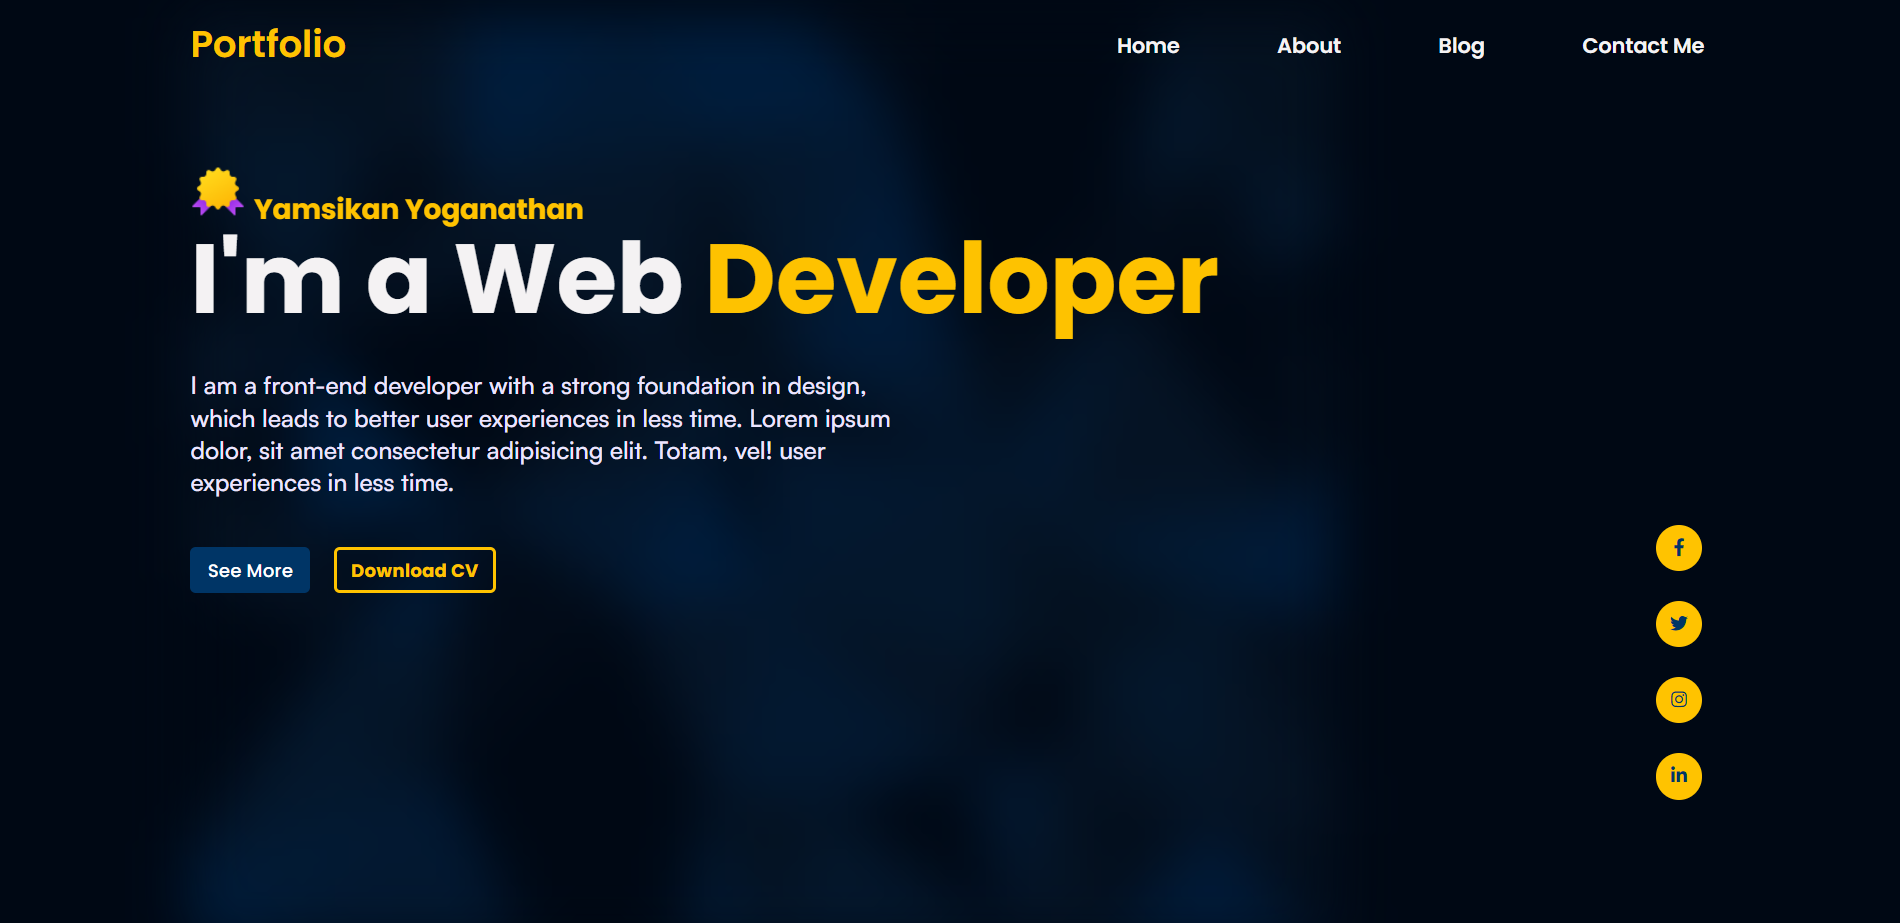 Portfolio
Home
About
Blog
Contact Me
Yamsikan Yoganathan
I'm a Web Developer
I am a front-end developer with a strong foundation in design,
which leads to better user experiences in less time. Lorem ipsum
dolor, sit amet consectetur adipisicing elit. Totam, vel! user
experiences in less time.
See More
Download CV